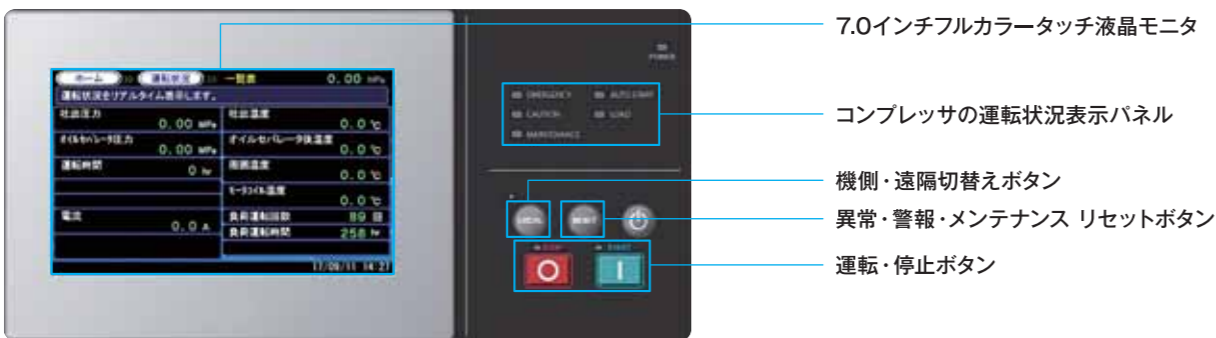 7.0インチフルカラータッチ液晶モニタ
コンプレッサの運転状況表示パネル
機側・遠隔切替えボタン
異常・警報・メンテナンス リセットボタン
運転・停止ボタン
ホーム
運転状況
一覧表
0.00 MPa
運転状況をリアルタイム表示します。
吐出圧力
0.00 MPa
吐出温度
0.0 ℃
オイルセパレータ圧力
0.00 MPa
オイルセパレータ後温度
0.0 ℃
運転時間
0 hr
周囲温度
0.0 ℃
モータコイル温度
0.0 ℃
電流
0.0 A
負荷運転回数
89 回
負荷運転時間
258 hr
17/09/11 14:27
POWER
EMERGENCY
AUTO START
CAUTION
LOAD
MAINTENANCE
LOCAL
RESET
STOP
START